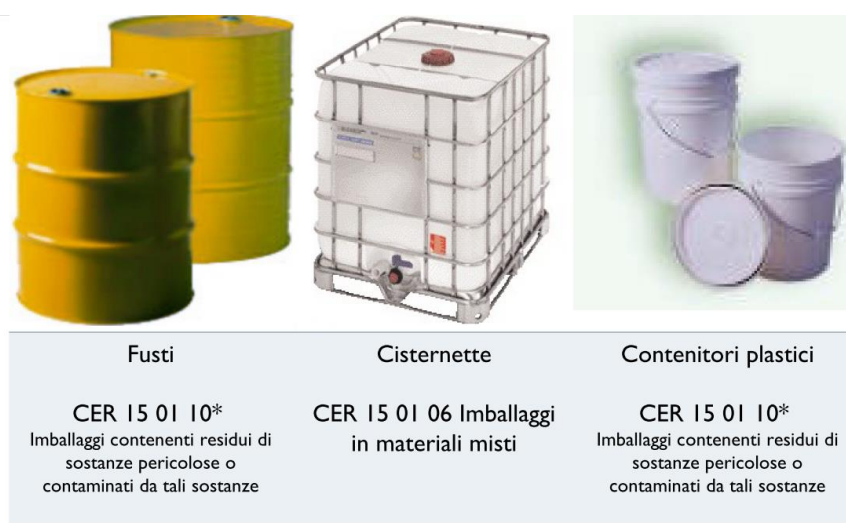 Fusti
CER 15 01 10*
Imballaggi contenenti residui di
sostanze pericolose o
contaminati da tali sostanze
Cisternette
CER 15 01 06 Imballaggi
in materiali misti
Contenitori plastici
CER 15 01 10*
Imballaggi contenenti residui di
sostanze pericolose o
contaminati da tali sostanze